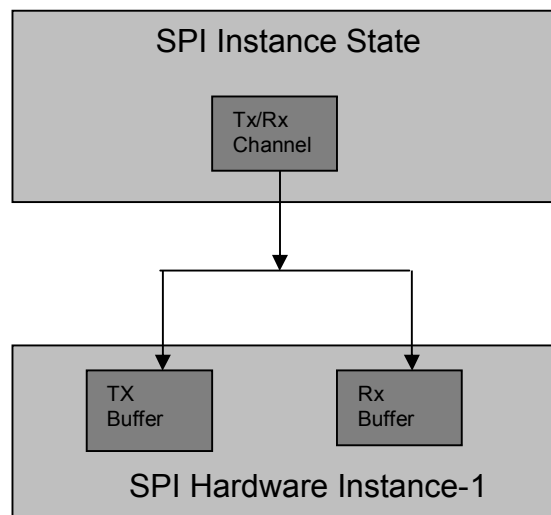 SPI Instance State
Tx/Rx
Channel
TX
Buffer
Rx
Buffer
SPI Hardware Instance-1